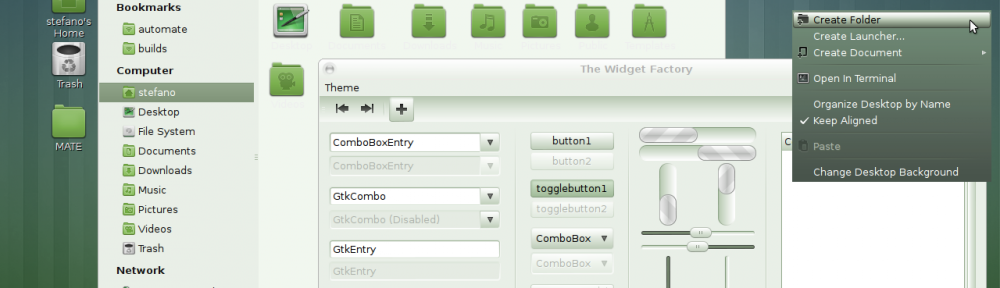 stefano's
Home
Trash
MATE
Bookmarks
automate
builds
Computer
stefano
Desktop
File System
Documents
Downloads
Music
Pictures
Videos
Trash
Network
The Widget Factory
Theme
ComboBoxEntry
ComboBoxEntry
GtkCombo
GtkCombo (Disabled)
GtkEntry
GtkEntry
button1
button2
togglebutton1
togglebutton2
ComboBox
ComboBox
Create Folder
Create Launcher...
Create Document
Open In Terminal
Organize Desktop by Name
Keep Aligned
Paste
Change Desktop Background